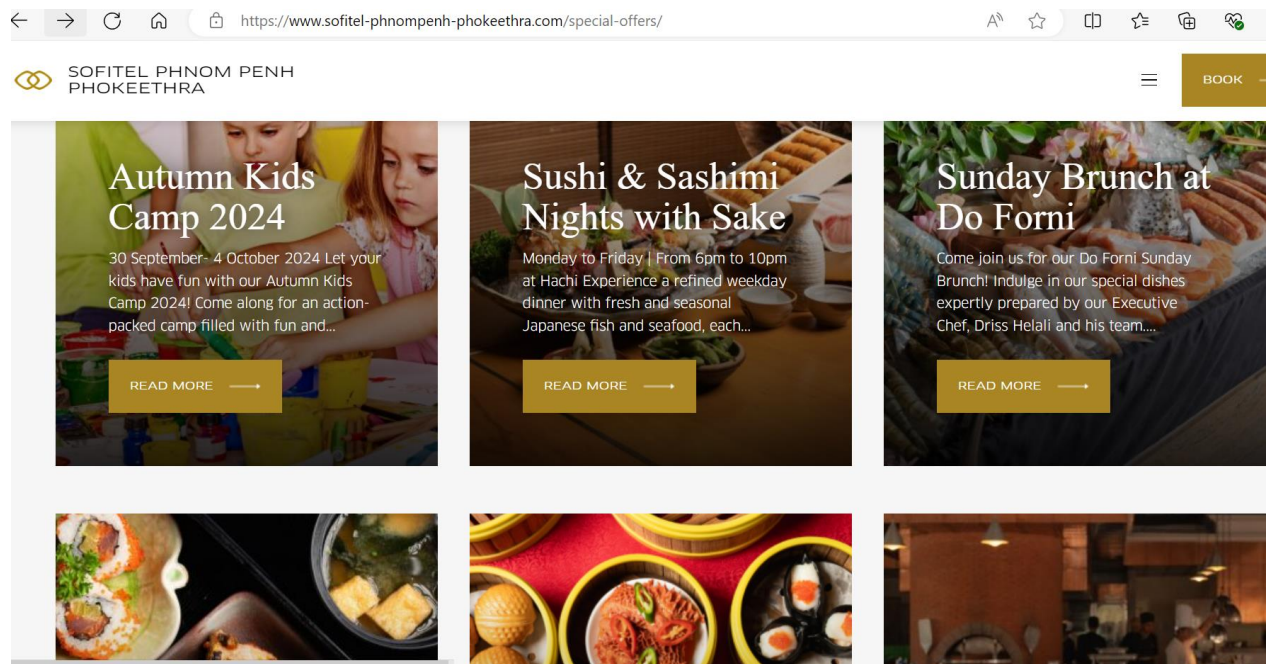 https://www.sofitel-phnompenh-phokeethra.com/special-offers/
SOFITEL PHNOM PENH
PHOKEETHRA
BOOK
Autumn Kids
Camp 2024
30 September- 4 October 2024 Let your
kids have fun with our Autumn Kids
Camp 2024! Come along for an action-
packed camp filled with fun and...
READ MORE
Sushi & Sashimi
Nights with Sake
Monday to Friday | From 6pm to 10pm
at Hachi Experience a refined weekday
dinner with fresh and seasonal
Japanese fish and seafood, each...
READ MORE
Sunday Brunch at
Do Forni
Come join us for our Do Forni Sunday
Brunch! Indulge in our special dishes
expertly prepared by our Executive
Chef, Driss Helali and his team....
READ MORE